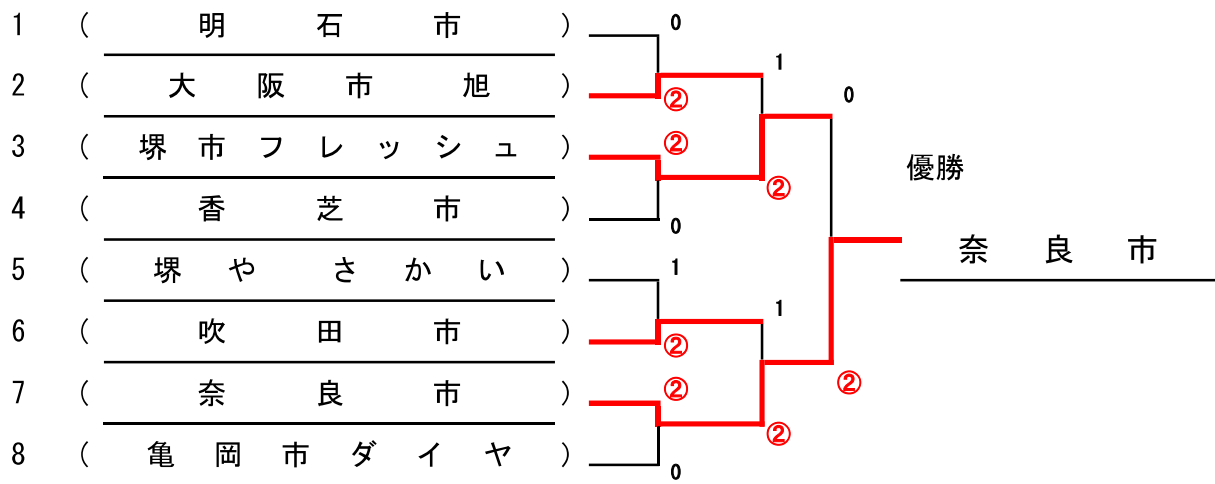 1 ( 明石市 ) 0
1
2 ( 大阪市旭 ) ②
0
3 ( 堺市フレッシュ ) ②
優勝
②
4 ( 香芝市 ) 0
奈良市
5 ( 堺やさかい ) 1
1
6 ( 吹田市 ) ②
②
7 ( 奈良市 ) ②
②
8 ( 亀岡市ダイヤ ) 0